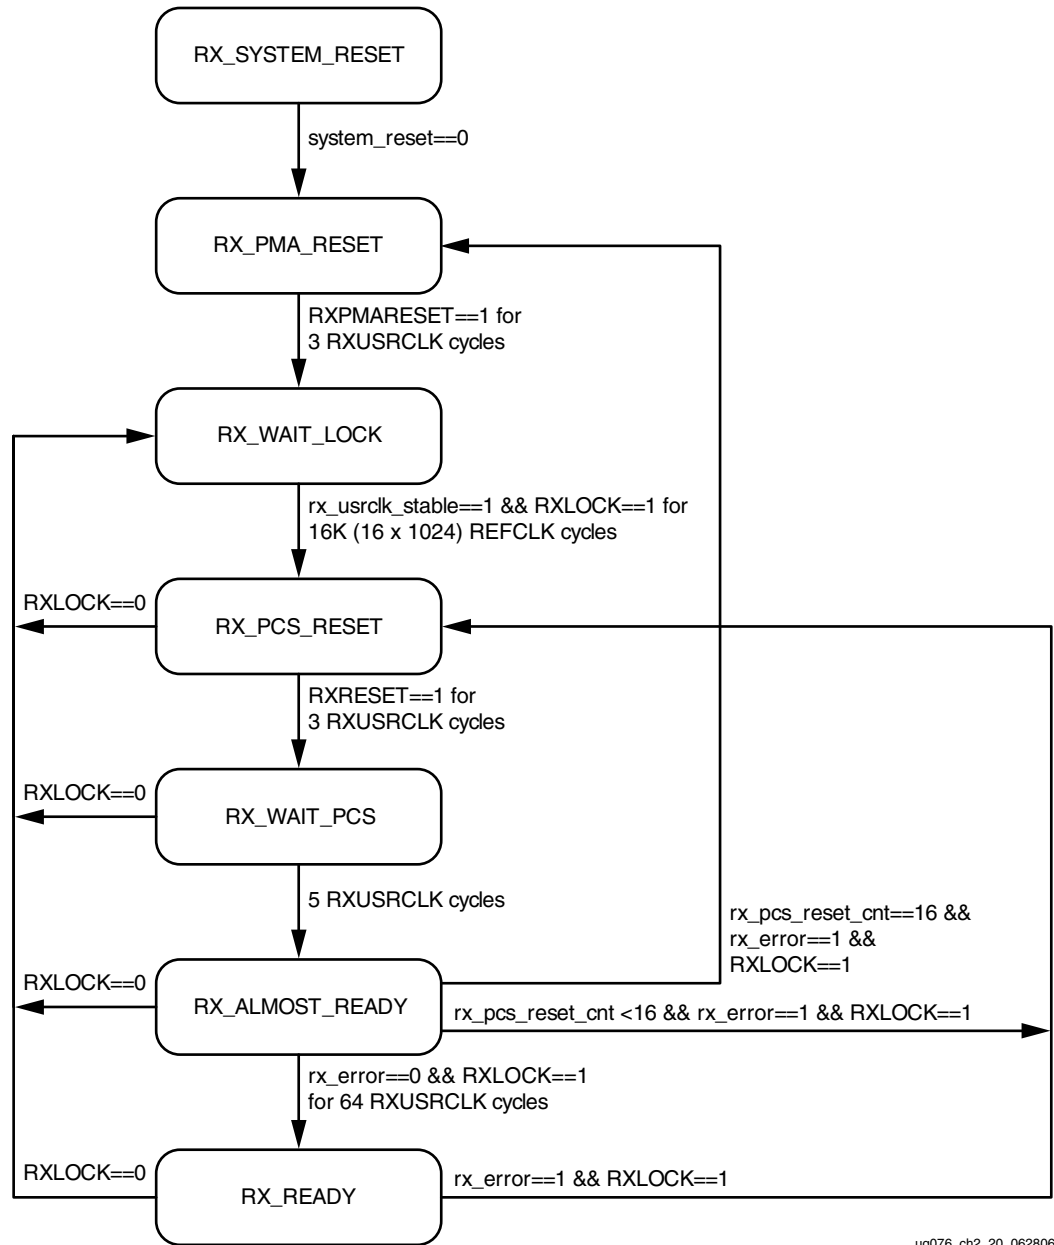 RX_SYSTEM_RESET
system_reset==0
RX_PMA_RESET
RXPMARESET==1 for
3 RXUSRCLK cycles
RX_WAIT_LOCK
rx_usrclk_stable==1 && RXLOCK==1 for
16K (16 x 1024) REFCLK cycles
RXLOCK==0
RX_PCS_RESET
RXRESET==1 for
3 RXUSRCLK cycles
RXLOCK==0
RX_WAIT_PCS
5 RXUSRCLK cycles
rx_pcs_reset_cnt==16 &&
rx_error==1 &&
RXLOCK==1
RXLOCK==0
RX_ALMOST_READY
rx_pcs_reset_cnt <16 && rx_error==1 && RXLOCK==1
rx_error==0 && RXLOCK==1
for 64 RXUSRCLK cycles
RXLOCK==0
RX_READY
rx_error==1 && RXLOCK==1
ug076_ch2_20_062806